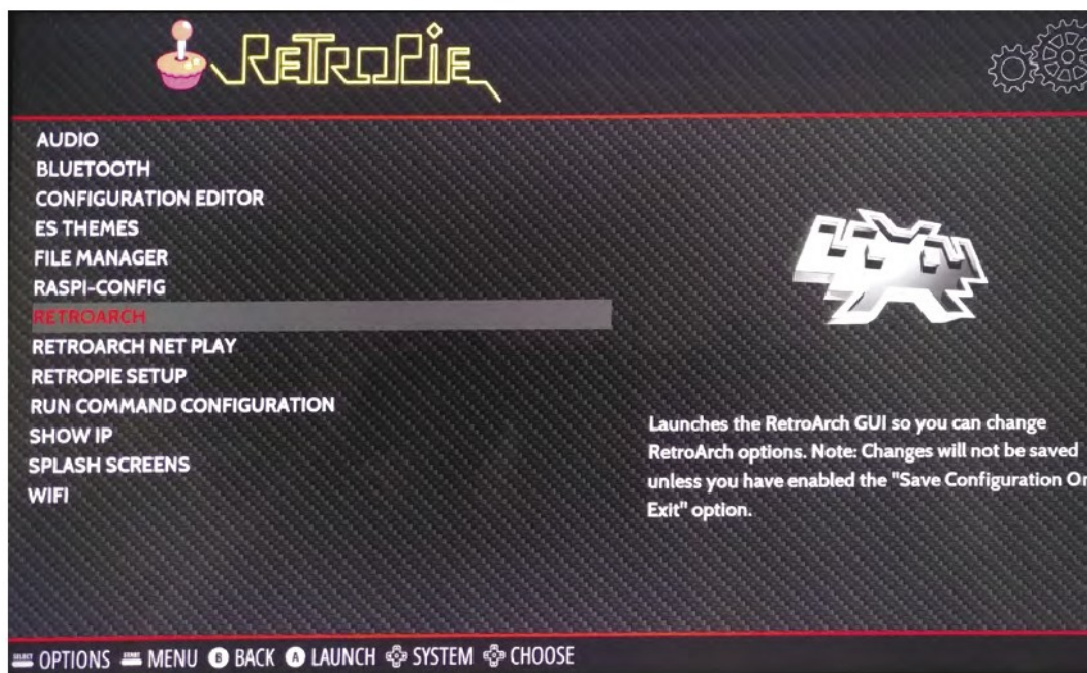 RETROPIE
AUDIO
BLUETOOTH
CONFIGURATION EDITOR
ES THEMES
FILE MANAGER
RASPI-CONFIG
RETROARCH
RETROARCH NET PLAY
RETROPIE SETUP
RUN COMMAND CONFIGURATION
SHOW IP
SPLASH SCREENS
WIFI
Launches the RetroArch GUI so you can change
RetroArch options. Note: Changes will not be saved
unless you have enabled the "Save Configuration On
Exit" option.
SELECT OPTIONS START MENU B BACK A LAUNCH SYSTEM CHOOSE